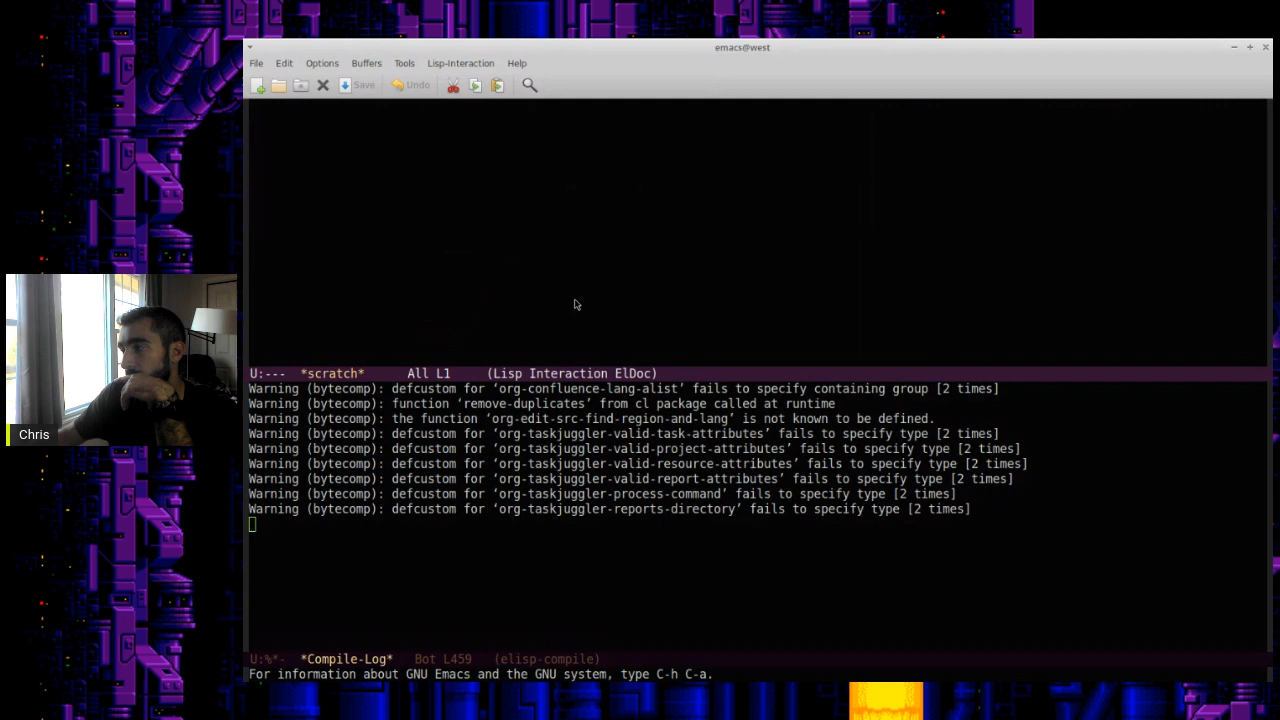 emacs@west
File Edit Options Buffers Tools Lisp-Interaction Help
Save Undo
U:--- *scratch* All L1 (Lisp Interaction ElDoc)
Warning (bytecomp): defcustom for ‘org-confluence-lang-alist’ fails to specify containing group [2 times]
Warning (bytecomp): function ‘remove-duplicates’ from cl package called at runtime
Warning (bytecomp): the function ‘org-edit-src-find-region-and-lang’ is not known to be defined.
Warning (bytecomp): defcustom for ‘org-taskjuggler-valid-task-attributes’ fails to specify type [2 times]
Warning (bytecomp): defcustom for ‘org-taskjuggler-valid-project-attributes’ fails to specify type [2 times]
Warning (bytecomp): defcustom for ‘org-taskjuggler-valid-resource-attributes’ fails to specify type [2 times]
Warning (bytecomp): defcustom for ‘org-taskjuggler-valid-report-attributes’ fails to specify type [2 times]
Warning (bytecomp): defcustom for ‘org-taskjuggler-process-command’ fails to specify type [2 times]
Warning (bytecomp): defcustom for ‘org-taskjuggler-reports-directory’ fails to specify type [2 times]
Chris
U:%*- *Compile-Log* Bot L459 (elisp-compile)
For information about GNU Emacs and the GNU system, type C-h C-a.